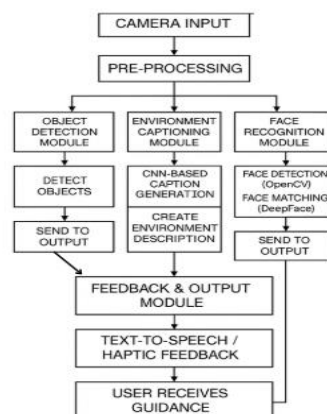 CAMERA INPUT
PRE-PROCESSING
OBJECT
DETECTION
MODULE
DETECT
OBJECTS
SEND TO
OUTPUT
ENVIRONMENT
CAPTIONING
MODULE
CNN-BASED
CAPTION
GENERATION
CREATE
ENVIRONMENT
DESCRIPTION
FACE
RECOGNITION
MODULE
FACE DETECTION
(OpenCV)
FACE MATCHING
(DeepFace)
SEND TO
OUTPUT
FEEDBACK & OUTPUT
MODULE
TEXT-TO-SPEECH /
HAPTIC FEEDBACK
USER RECEIVES
GUIDANCE